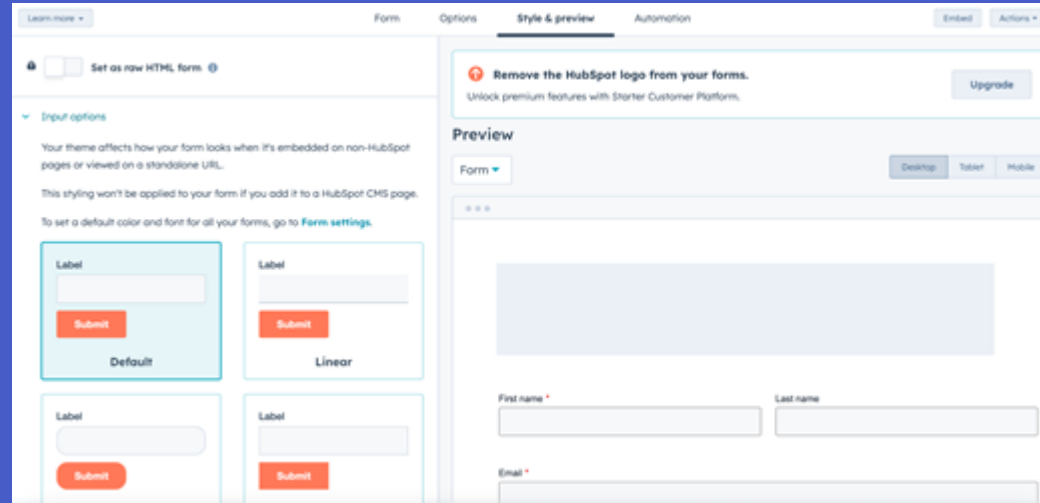 Learn more
Form
Options
Style & preview
Automation
Embed
Actions
Set as raw HTML form
Input options
Your theme affects how your form looks when it's embedded on non-HubSpot
pages or viewed on a standalone URL.
This styling won't be applied to your form if you add it to a HubSpot CMS page.
To set a default color and font for all your forms, go to Form settings.
Label
Submit
Default
Label
Submit
Linear
Label
Submit
Label
Submit
Remove the HubSpot logo from your forms.
Unlock premium features with Starter Customer Platform.
Upgrade
Preview
Form
Desktop
Tablet
Mobile
First name *
Last name
Email *